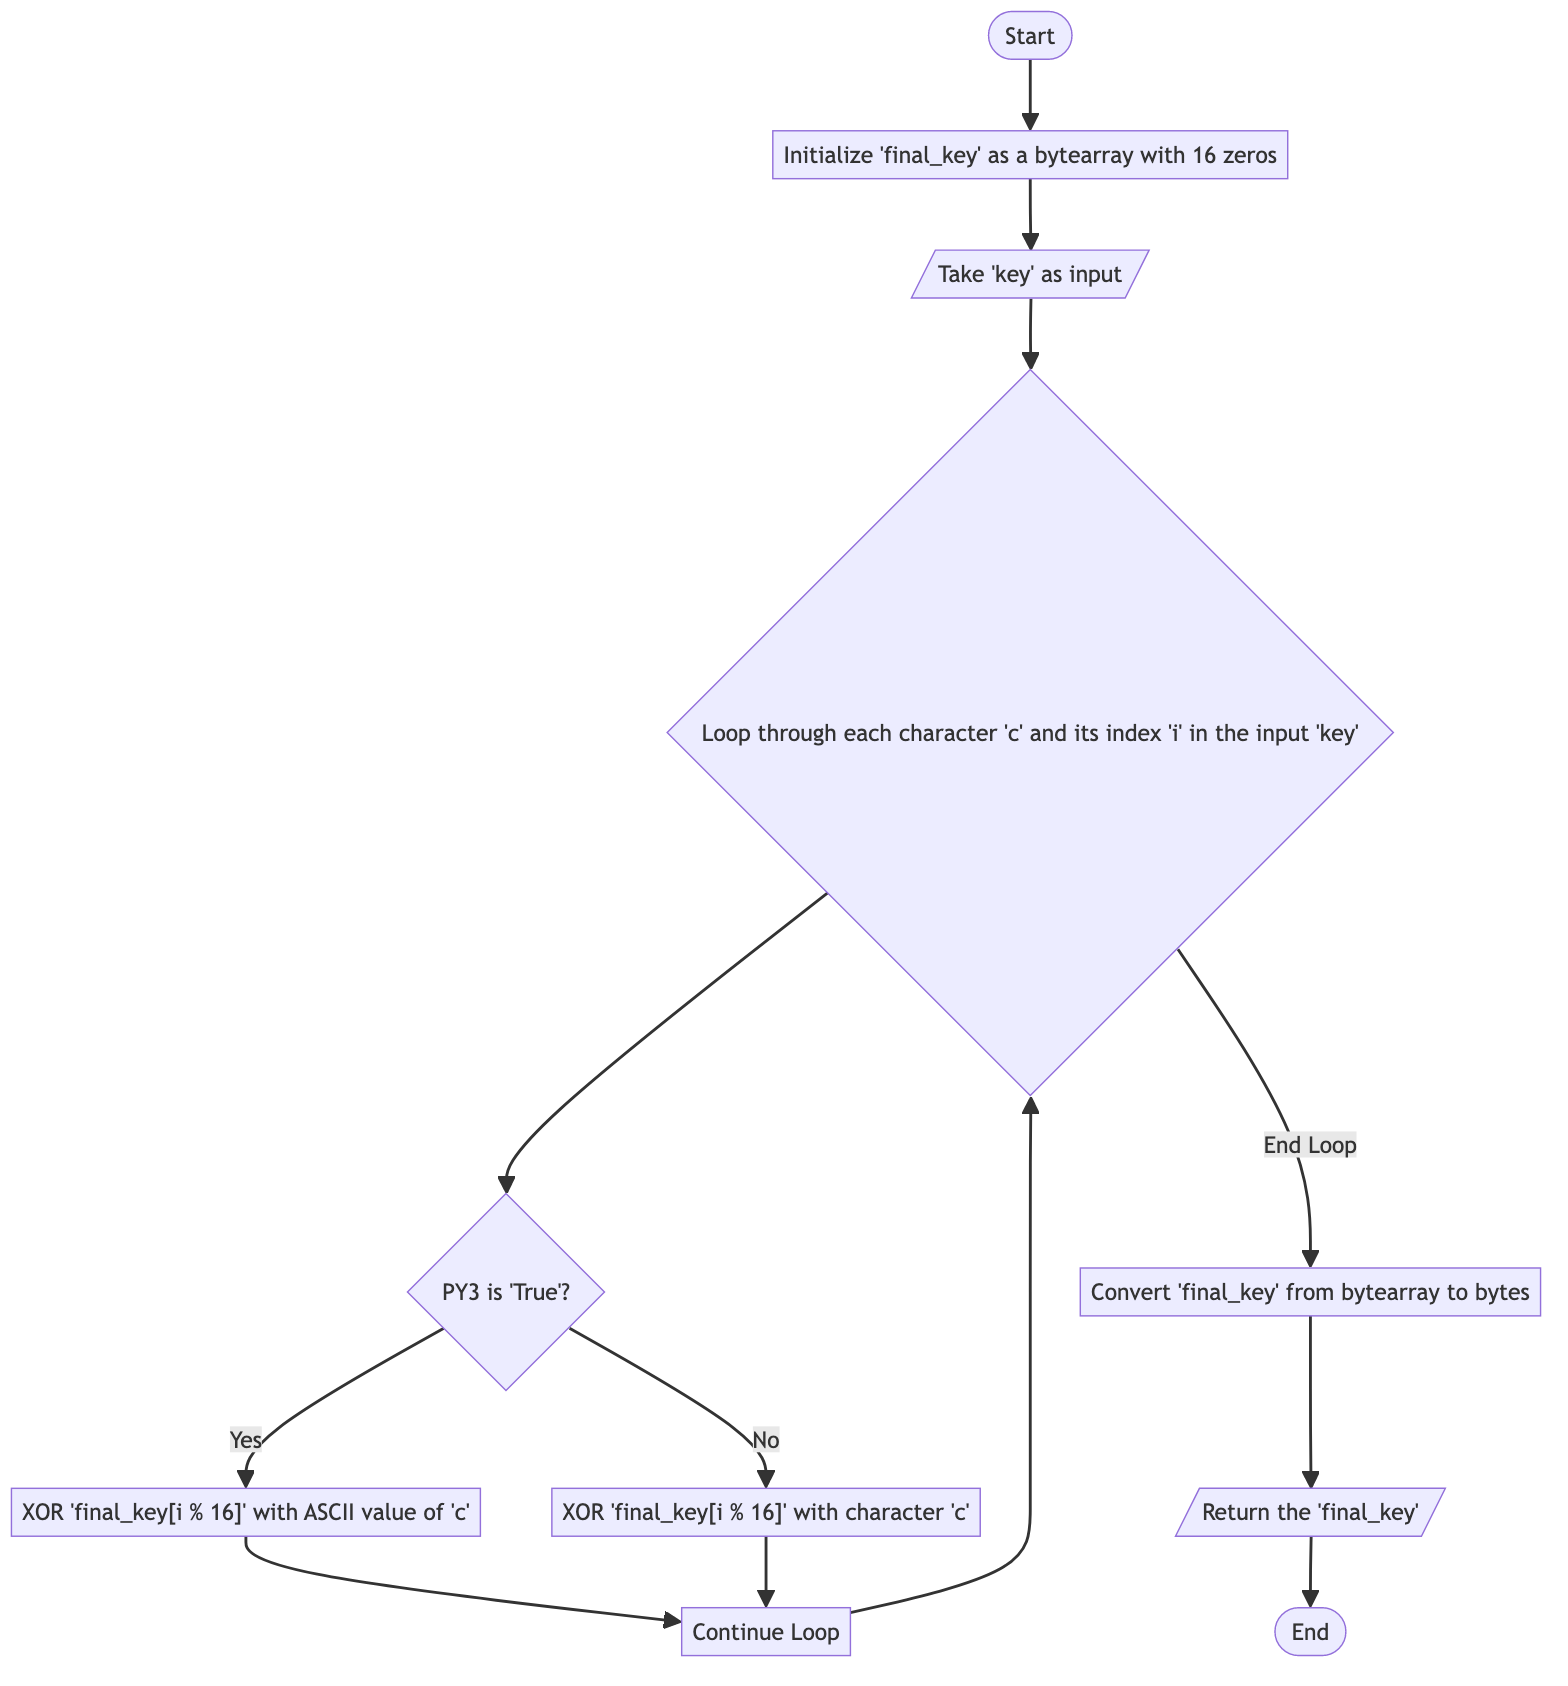 Start
Initialize 'final_key' as a bytearray with 16 zeros
Take 'key' as input
Loop through each character 'c' and its index 'i' in the input 'key'
End Loop
PY3 is 'True'?
Convert 'final_key' from bytearray to bytes
Yes
No
XOR 'final_key[i % 16]' with ASCII value of 'c'
XOR 'final_key[i % 16]' with character 'c'
Return the 'final_key'
Continue Loop
End